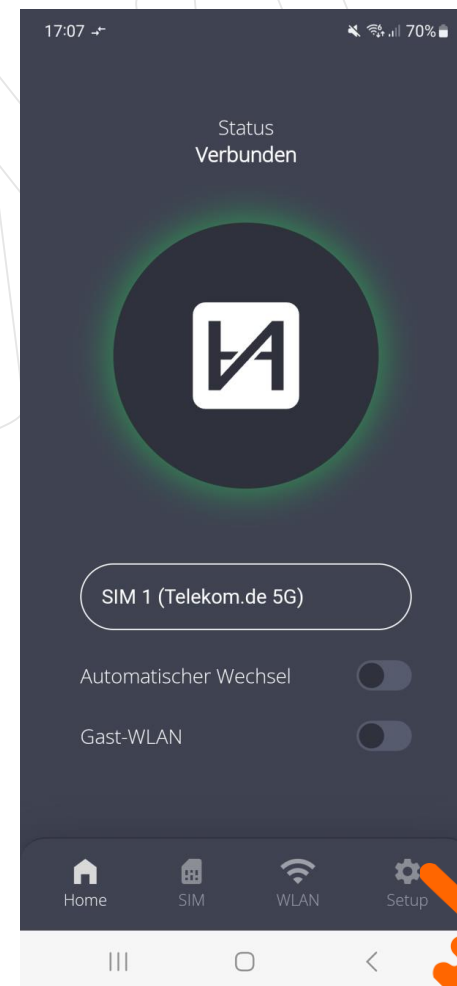 17:07
70%
Status
Verbunden
SIM 1 (Telekom.de 5G)
Automatischer Wechsel
Gast-WLAN
Home SIM WLAN Setup